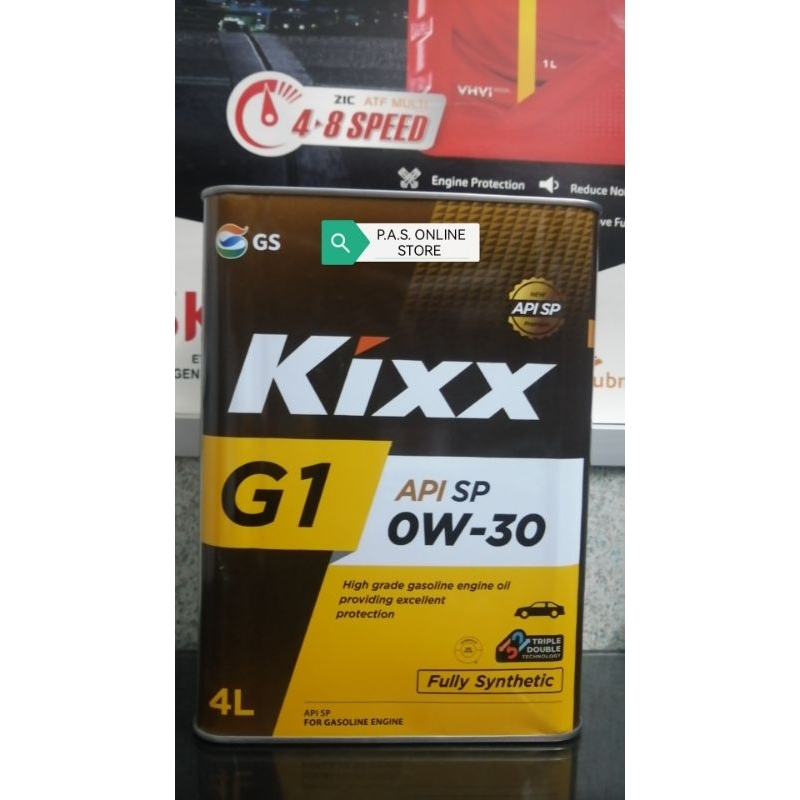 1L
VHVI
ZIC ATF MULTI
4▸8 SPEED
Engine Protection
Reduce
GS
P.A.S. ONLINE
STORE
NEW
API SP
Kixx
G1
API SP
0W-30
High grade gasoline engine oil
providing excellent
protection
TRIPLE
DOUBLE
TECHNOLOGY
Fully Synthetic
4L
API SP
FOR GASOLINE ENGINE